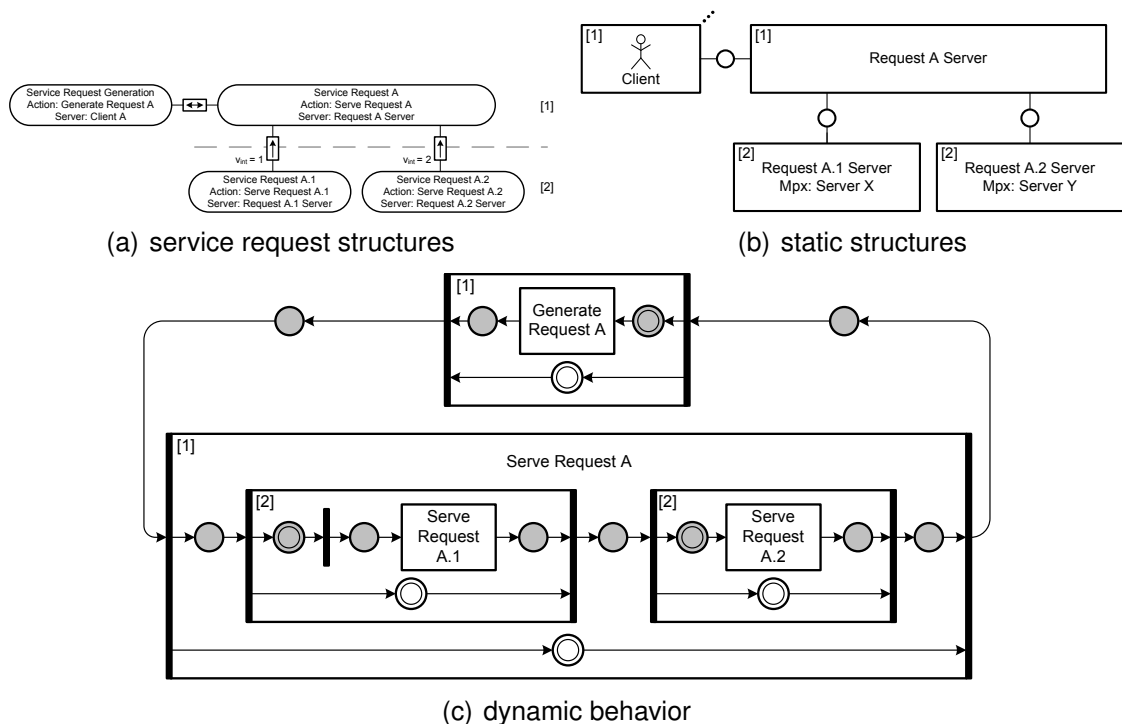 Service Request Generation
Action: Generate Request A
Server: Client A
Service Request A
Action: Serve Request A
Server: Request A Server
[1]
v_int = 1
v_int = 2
Service Request A.1
Action: Serve Request A.1
Server: Request A.1 Server
Service Request A.2
Action: Serve Request A.2
Server: Request A.2 Server
[2]
(a) service request structures
[1]
Client
[1]
Request A Server
[2]
Request A.1 Server
Mpx: Server X
[2]
Request A.2 Server
Mpx: Server Y
(b) static structures
[1]
Generate
Request A
[1]
Serve Request A
[2]
Serve
Request
A.1
[2]
Serve
Request
A.2
(c) dynamic behavior